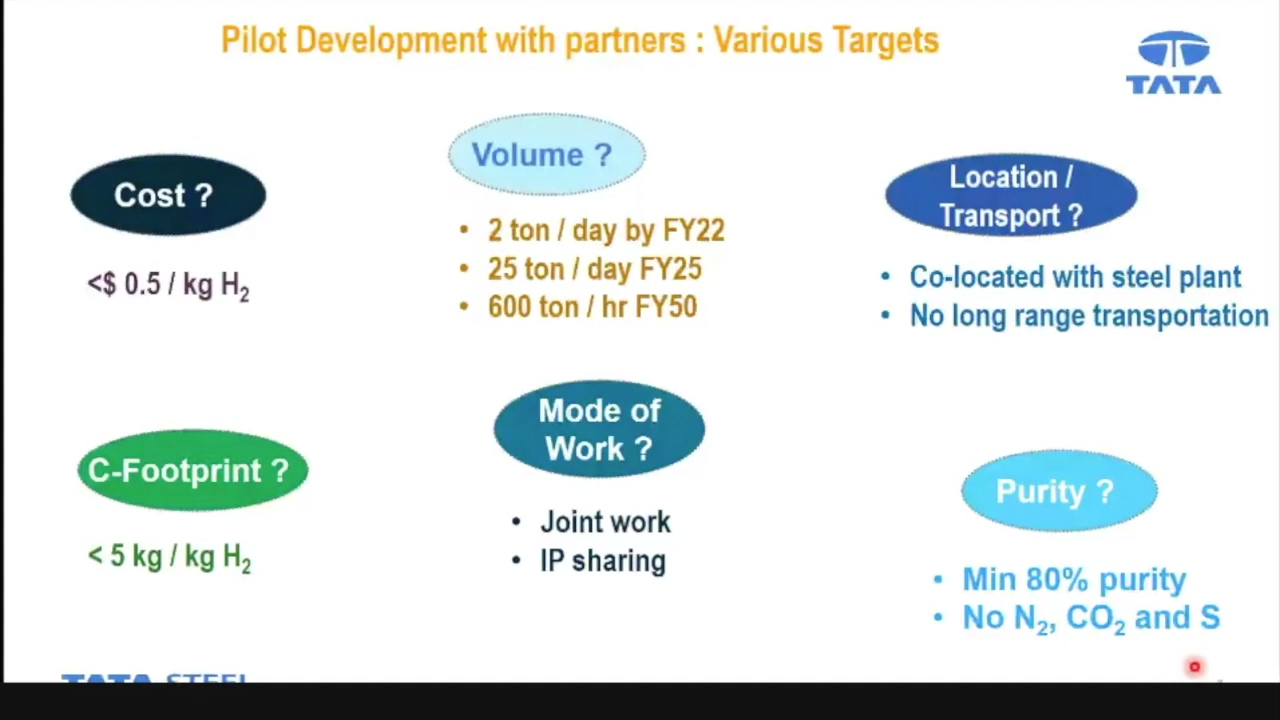 Pilot Development with partners : Various Targets
TATA
Cost ?
<$ 0.5 / kg H₂
Volume ?
• 2 ton / day by FY22
• 25 ton / day FY25
• 600 ton / hr FY50
Location /
Transport ?
• Co-located with steel plant
• No long range transportation
C-Footprint ?
< 5 kg / kg H₂
Mode of
Work ?
• Joint work
• IP sharing
Purity ?
• Min 80% purity
• No N₂, CO₂ and S
TATA STEEL